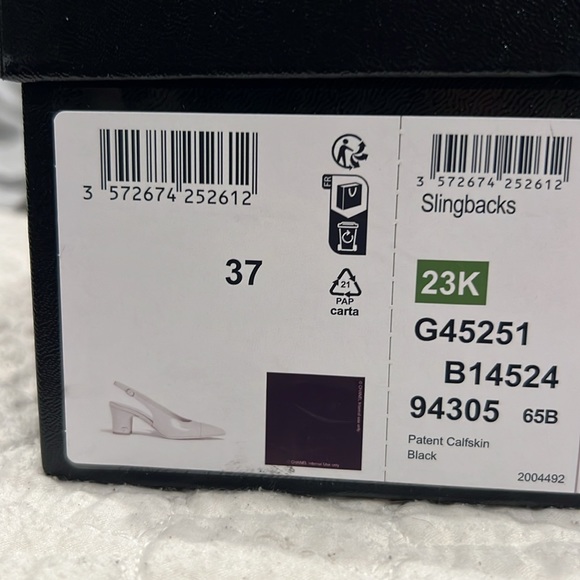 3 572674 252612
37
FR
21
PAP
carta
3 572674 252612
Slingbacks
23K
G45251
B14524
94305 65B
Patent Calfskin
Black
2004492